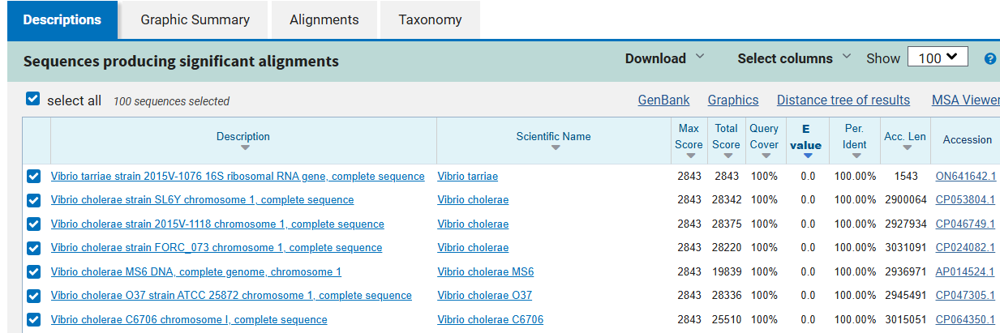 Descriptions Graphic Summary Alignments Taxonomy
Sequences producing significant alignments Download Select columns Show 100 ?
select all 100 sequences selected GenBank Graphics Distance tree of results MSA Viewer
Description Scientific Name Max Score Total Score Query Cover E value Per. Ident Acc. Len Accession
Vibrio tarriae strain 2015V-1076 16S ribosomal RNA gene, complete sequence Vibrio tarriae 2843 2843 100% 0.0 100.00% 1543 ON641642.1
Vibrio cholerae strain SL6Y chromosome 1, complete sequence Vibrio cholerae 2843 28342 100% 0.0 100.00% 2900064 CP053804.1
Vibrio cholerae strain 2015V-1118 chromosome 1, complete sequence Vibrio cholerae 2843 28375 100% 0.0 100.00% 2927934 CP046749.1
Vibrio cholerae strain FORC_073 chromosome 1, complete sequence Vibrio cholerae 2843 28220 100% 0.0 100.00% 3031091 CP024082.1
Vibrio cholerae MS6 DNA, complete genome, chromosome 1 Vibrio cholerae MS6 2843 19839 100% 0.0 100.00% 2936971 AP014524.1
Vibrio cholerae O37 strain ATCC 25872 chromosome 1, complete sequence Vibrio cholerae O37 2843 28336 100% 0.0 100.00% 2945491 CP047305.1
Vibrio cholerae C6706 chromosome I, complete sequence Vibrio cholerae C6706 2843 25510 100% 0.0 100.00% 3015051 CP064350.1